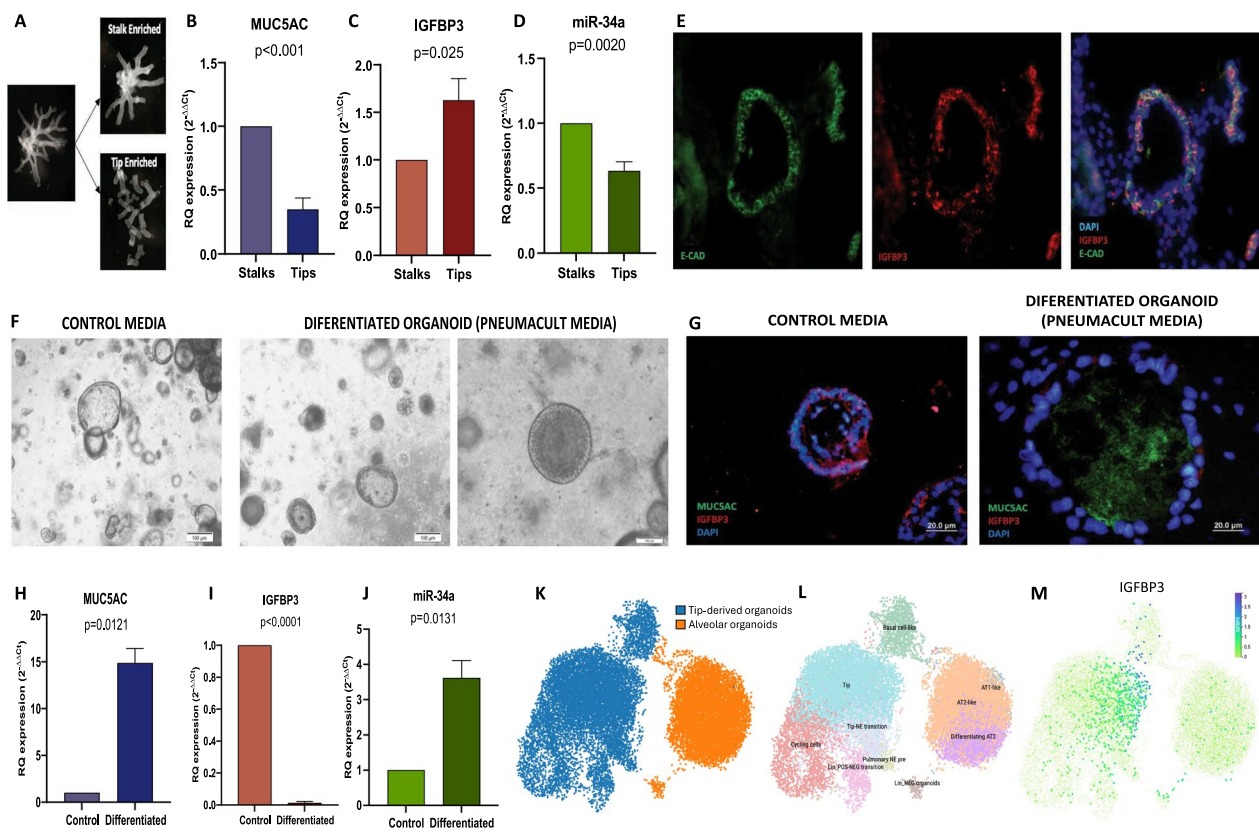 A
Stalk Enriched
Tip Enriched
B
MUC5AC
p<0.001
RQ expression (2^-ΔΔCt)
1.5
1.0
0.5
0.0
Stalks Tips
C
IGFBP3
p=0.025
RQ expression (2^-ΔΔCt)
2.0
1.5
1.0
0.5
0.0
Stalks Tips
D
miR-34a
p=0.0020
RQ expression (2^-ΔΔCt)
1.5
1.0
0.5
0.0
Stalks Tips
E
E-CAD
IGFBP3
DAPI
IGFBP3
E-CAD
F
CONTROL MEDIA
DIFERENTIATED ORGANOID (PNEUMACULT MEDIA)
100 μm
100 μm
G
CONTROL MEDIA
DIFERENTIATED ORGANOID
(PNEUMACULT MEDIA)
MUC5AC
IGFBP3
DAPI
20.0 μm
MUC5AC
IGFBP3
DAPI
20.0 μm
H
MUC5AC
p=0.0121
RQ expression (2^-ΔΔCt)
20
15
10
5
0
Control Differentiated
I
IGFBP3
p<0.0001
RQ expression (2^-ΔΔCt)
1.0
0.8
0.6
0.4
0.2
0.0
Control Differentiated
J
miR-34a
p=0.0131
RQ expression (2^-ΔΔCt)
5
4
3
2
1
0
Control Differentiated
K
Tip-derived organoids
Alveolar organoids
L
Basal cell-like
Tip
AT1-like
AT2-like
Tip-NE transition
Differentiating AT2
Cycling cells
Pulmonary NE pre
Lin_POS-NEG transition
Lin_NEG organoids
M
IGFBP3
3
2
1
0